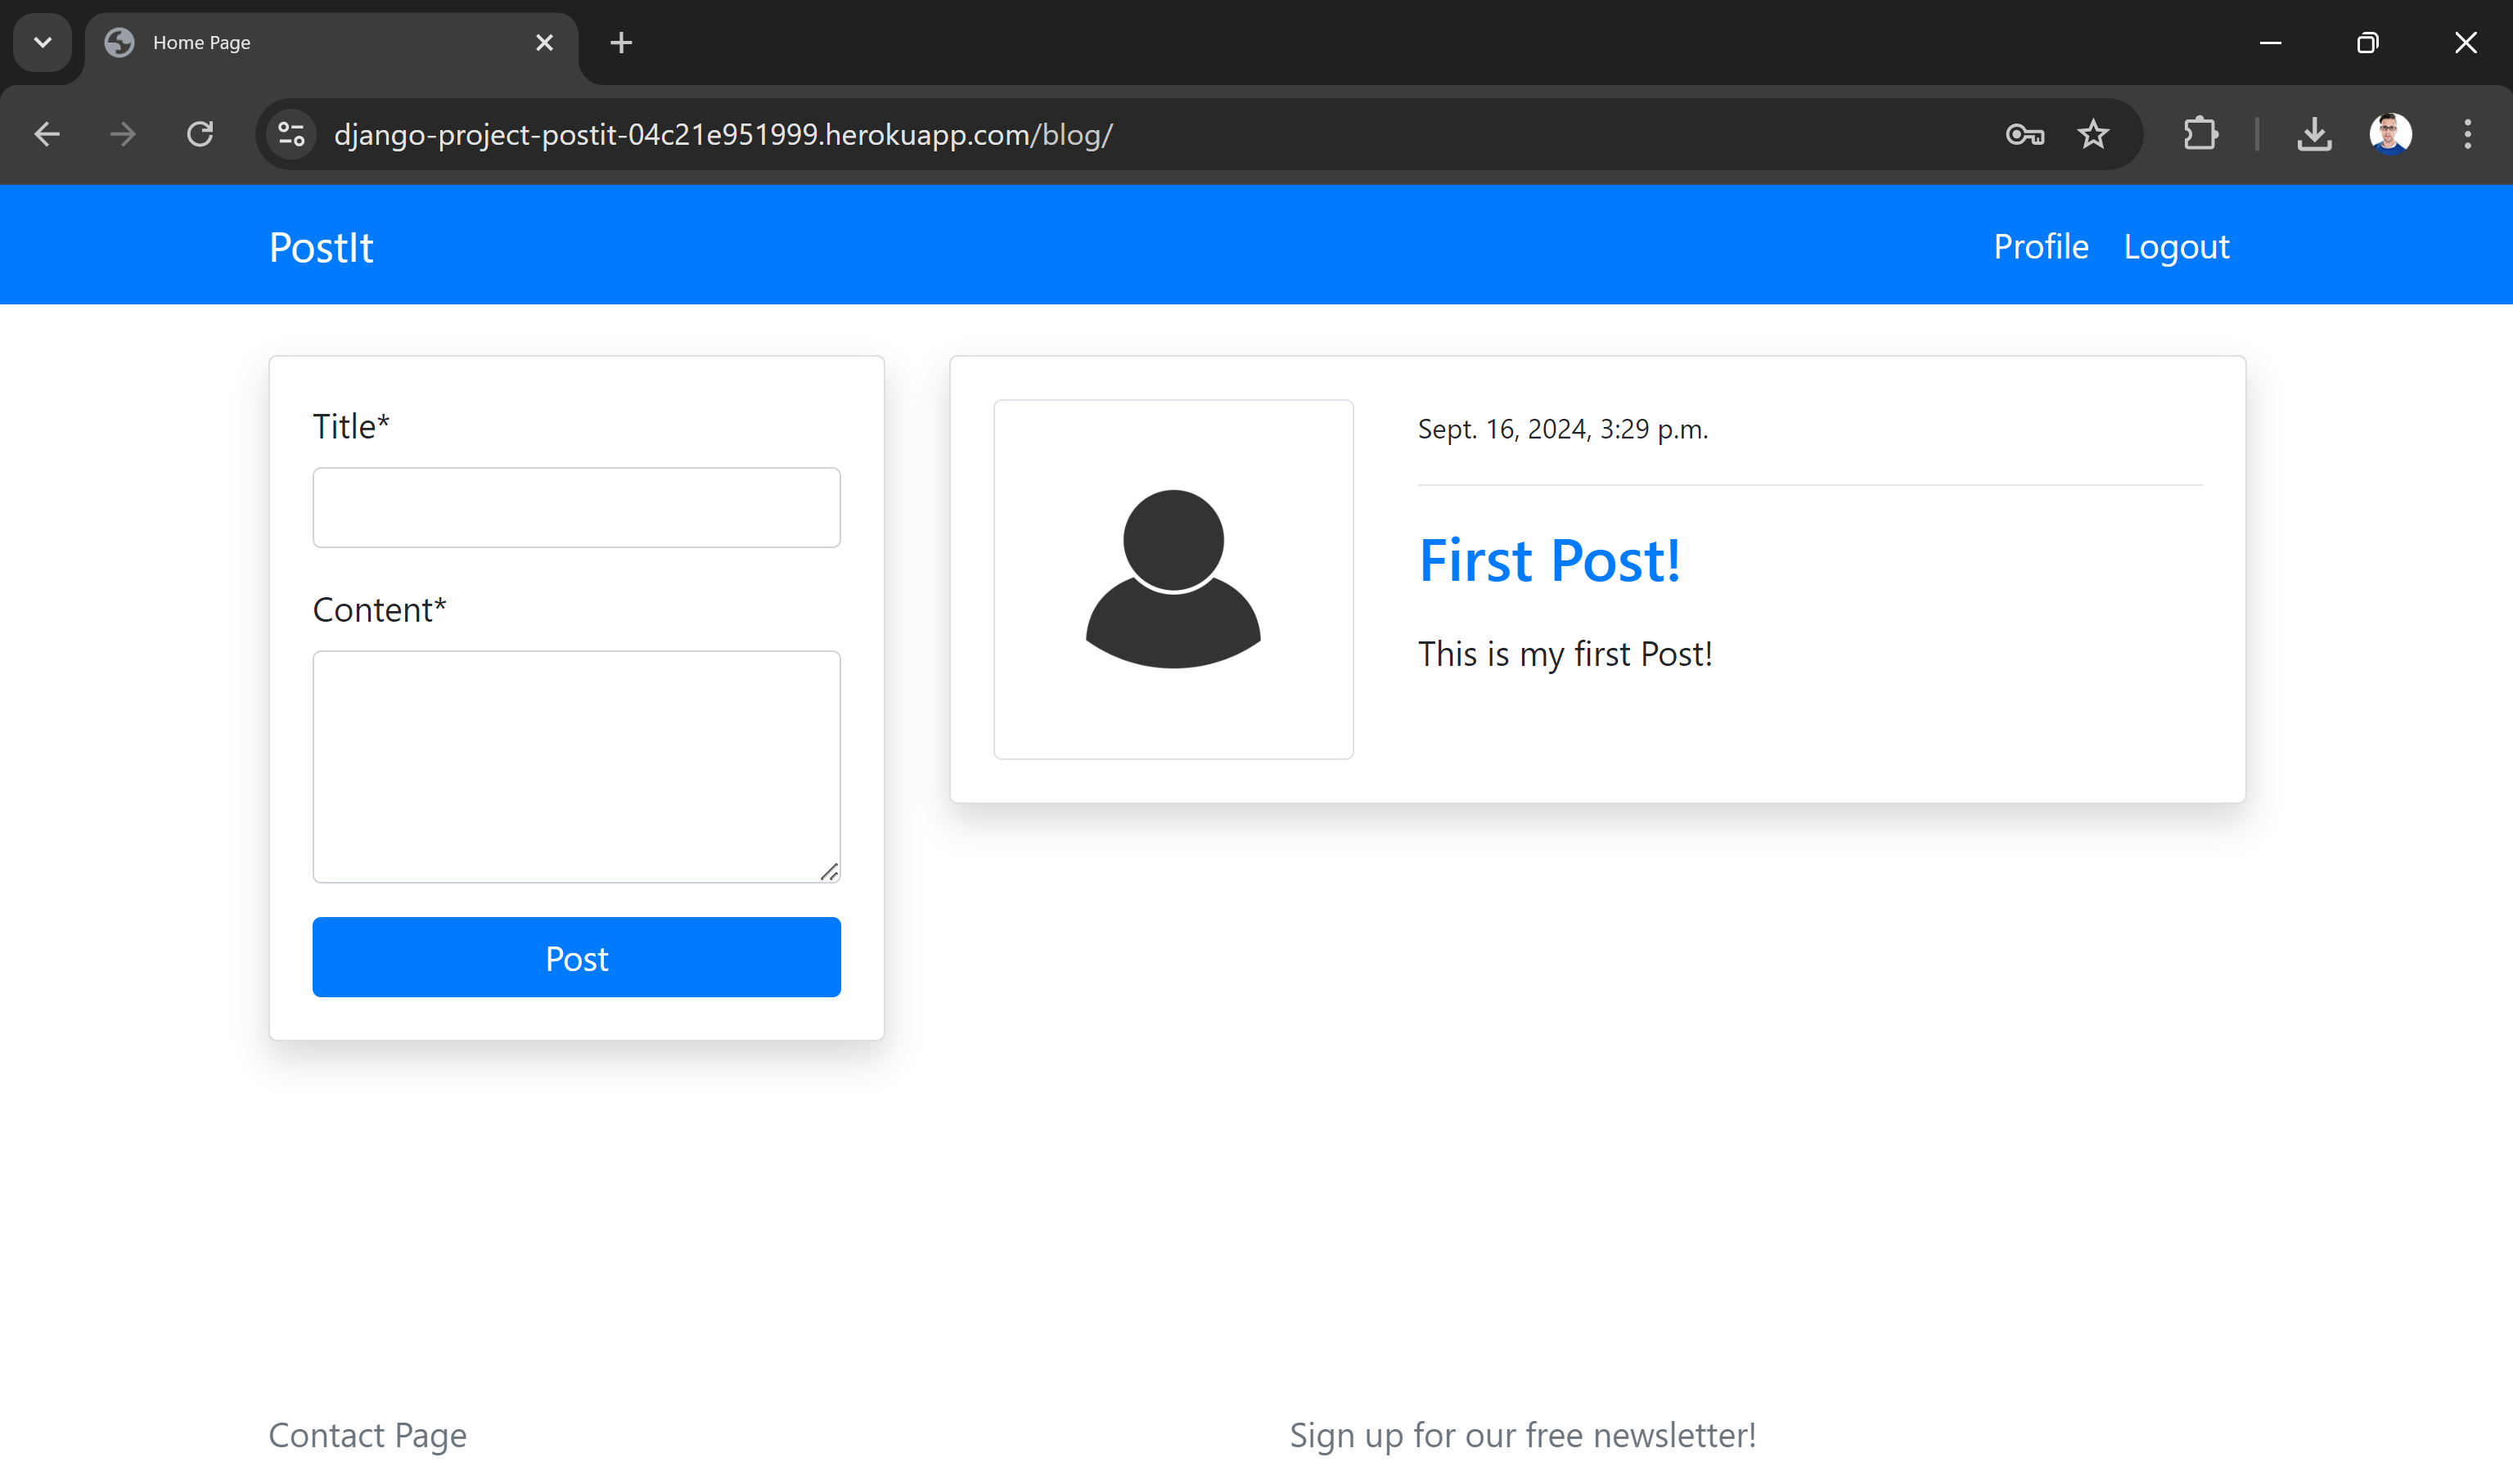 Home Page
django-project-postit-04c21e951999.herokuapp.com/blog/
PostIt
Profile
Logout
Title*
Content*
Post
Sept. 16, 2024, 3:29 p.m.
First Post!
This is my first Post!
Contact Page
Sign up for our free newsletter!